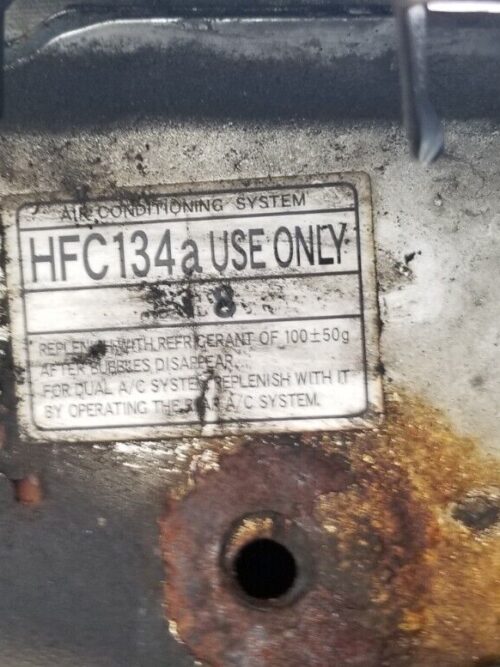 AIR CONDITIONING SYSTEM
HFC134a USE ONLY
8
REPLENISH WITH REFRIGERANT OF 100±50g
AFTER BUBBLES DISAPPEAR.
FOR DUAL A/C SYSTEM, REPLENISH WITH IT
BY OPERATING THE REAR A/C SYSTEM.